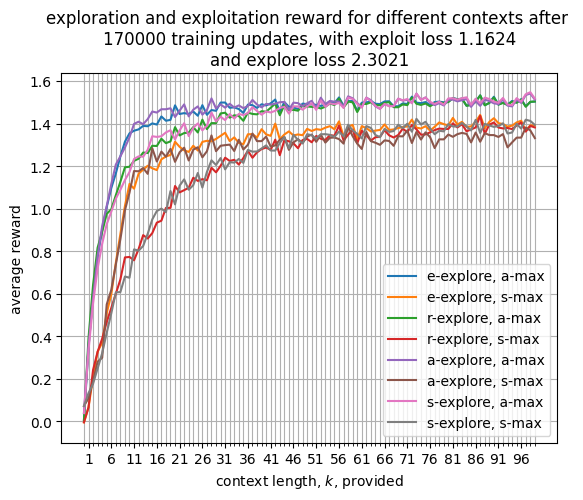 exploration and exploitation reward for different contexts after
170000 training updates, with exploit loss 1.1624
and explore loss 2.3021
1.6
1.4
1.2
1.0
0.8
0.6
0.4
0.2
0.0
average reward
e-explore, a-max
e-explore, s-max
r-explore, a-max
r-explore, s-max
a-explore, a-max
a-explore, s-max
s-explore, a-max
s-explore, s-max
1 6 11 16 21 26 31 36 41 46 51 56 61 66 71 76 81 86 91 96
context length, k, provided